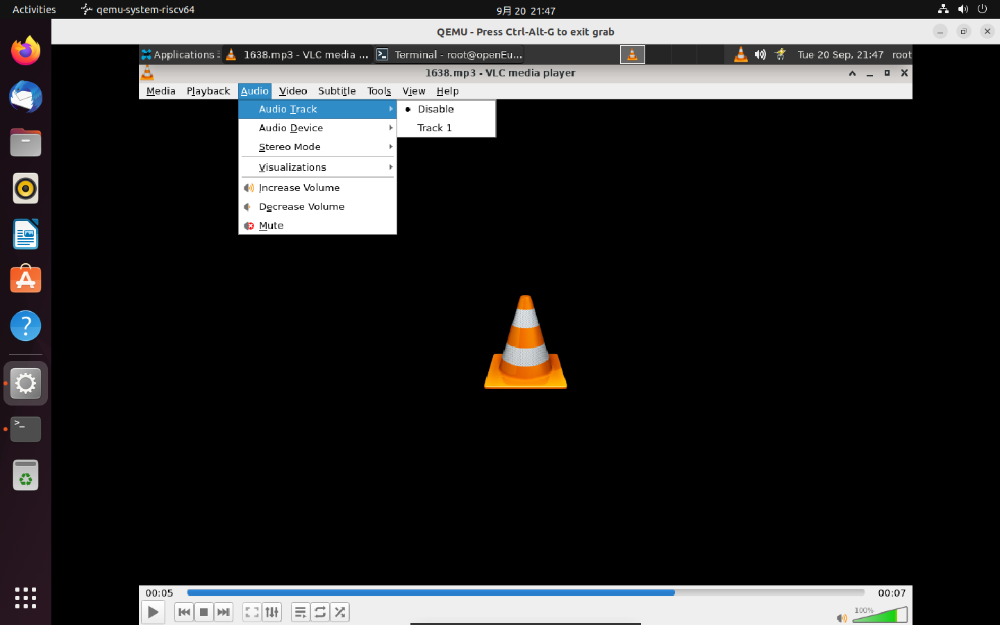 Activities
qemu-system-riscv64
9月 20 21:47
QEMU - Press Ctrl-Alt-G to exit grab
Applications
1638.mp3 - VLC media ...
Terminal - root@openEu...
Tue 20 Sep, 21:47
root
1638.mp3 - VLC media player
Media Playback Audio Video Subtitle Tools View Help
Audio Track
Disable
Audio Device
Track 1
Stereo Mode
Visualizations
Increase Volume
Decrease Volume
Mute
00:05
00:07
100%